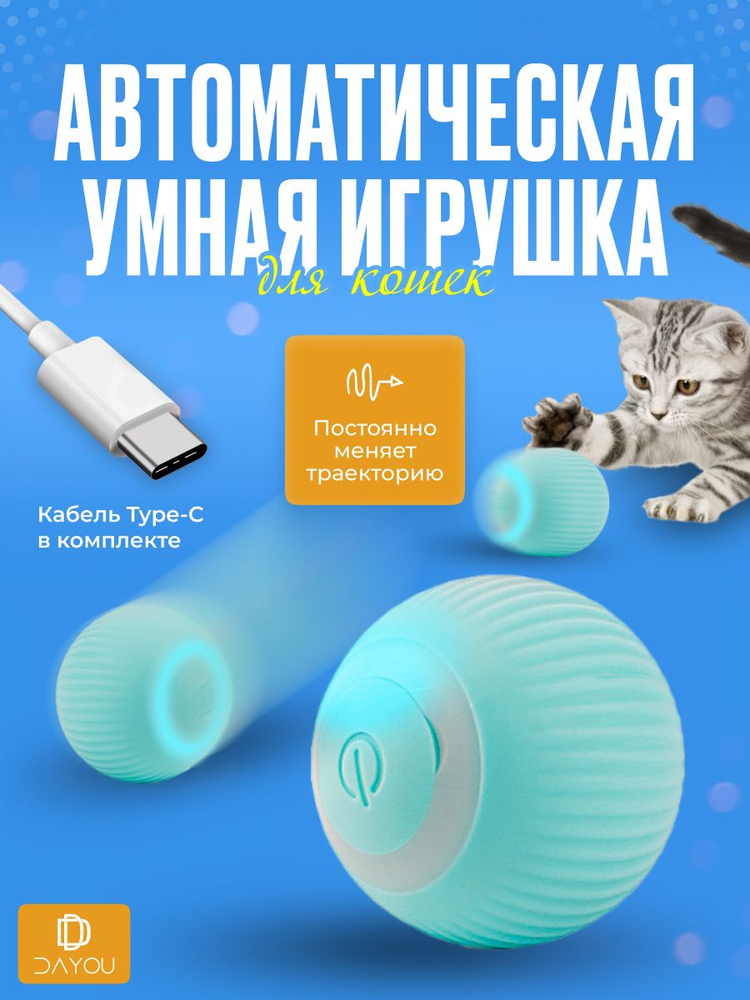 АВТОМАТИЧЕСКАЯ
УМНАЯ ИГРУШКА
для кошек
Постоянно
меняет
траекторию
Кабель Type-C
в комплекте
DAYOU